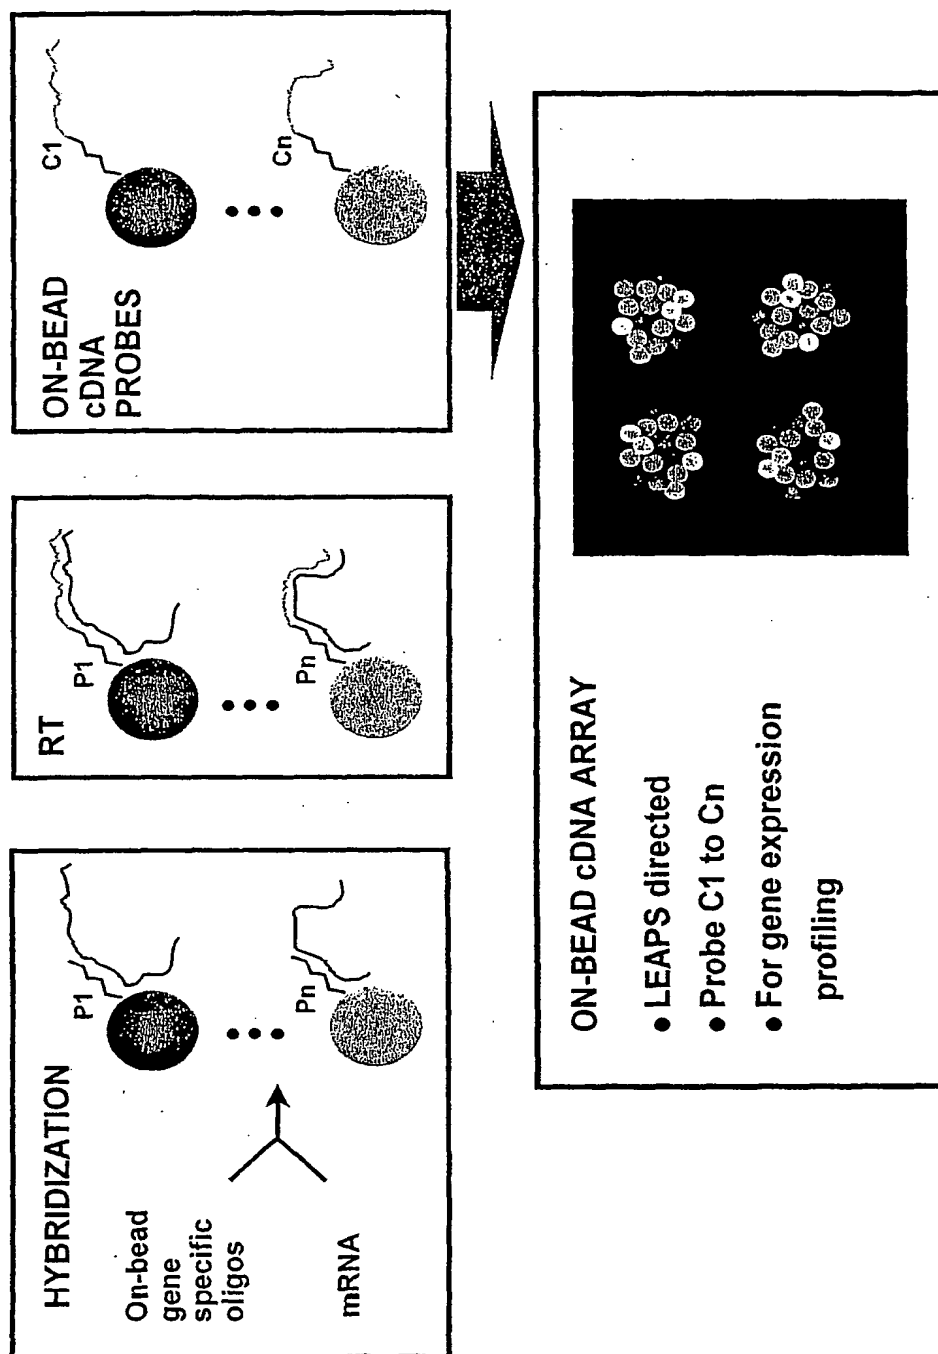 HYBRIDIZATION
On-bead
gene
specific
oligos
mRNA
P1
Pn
RT
P1
Pn
ON-BEAD
cDNA
PROBES
C1
Cn
ON-BEAD cDNA ARRAY
● LEAPS directed
● Probe C1 to Cn
● For gene expression
profiling